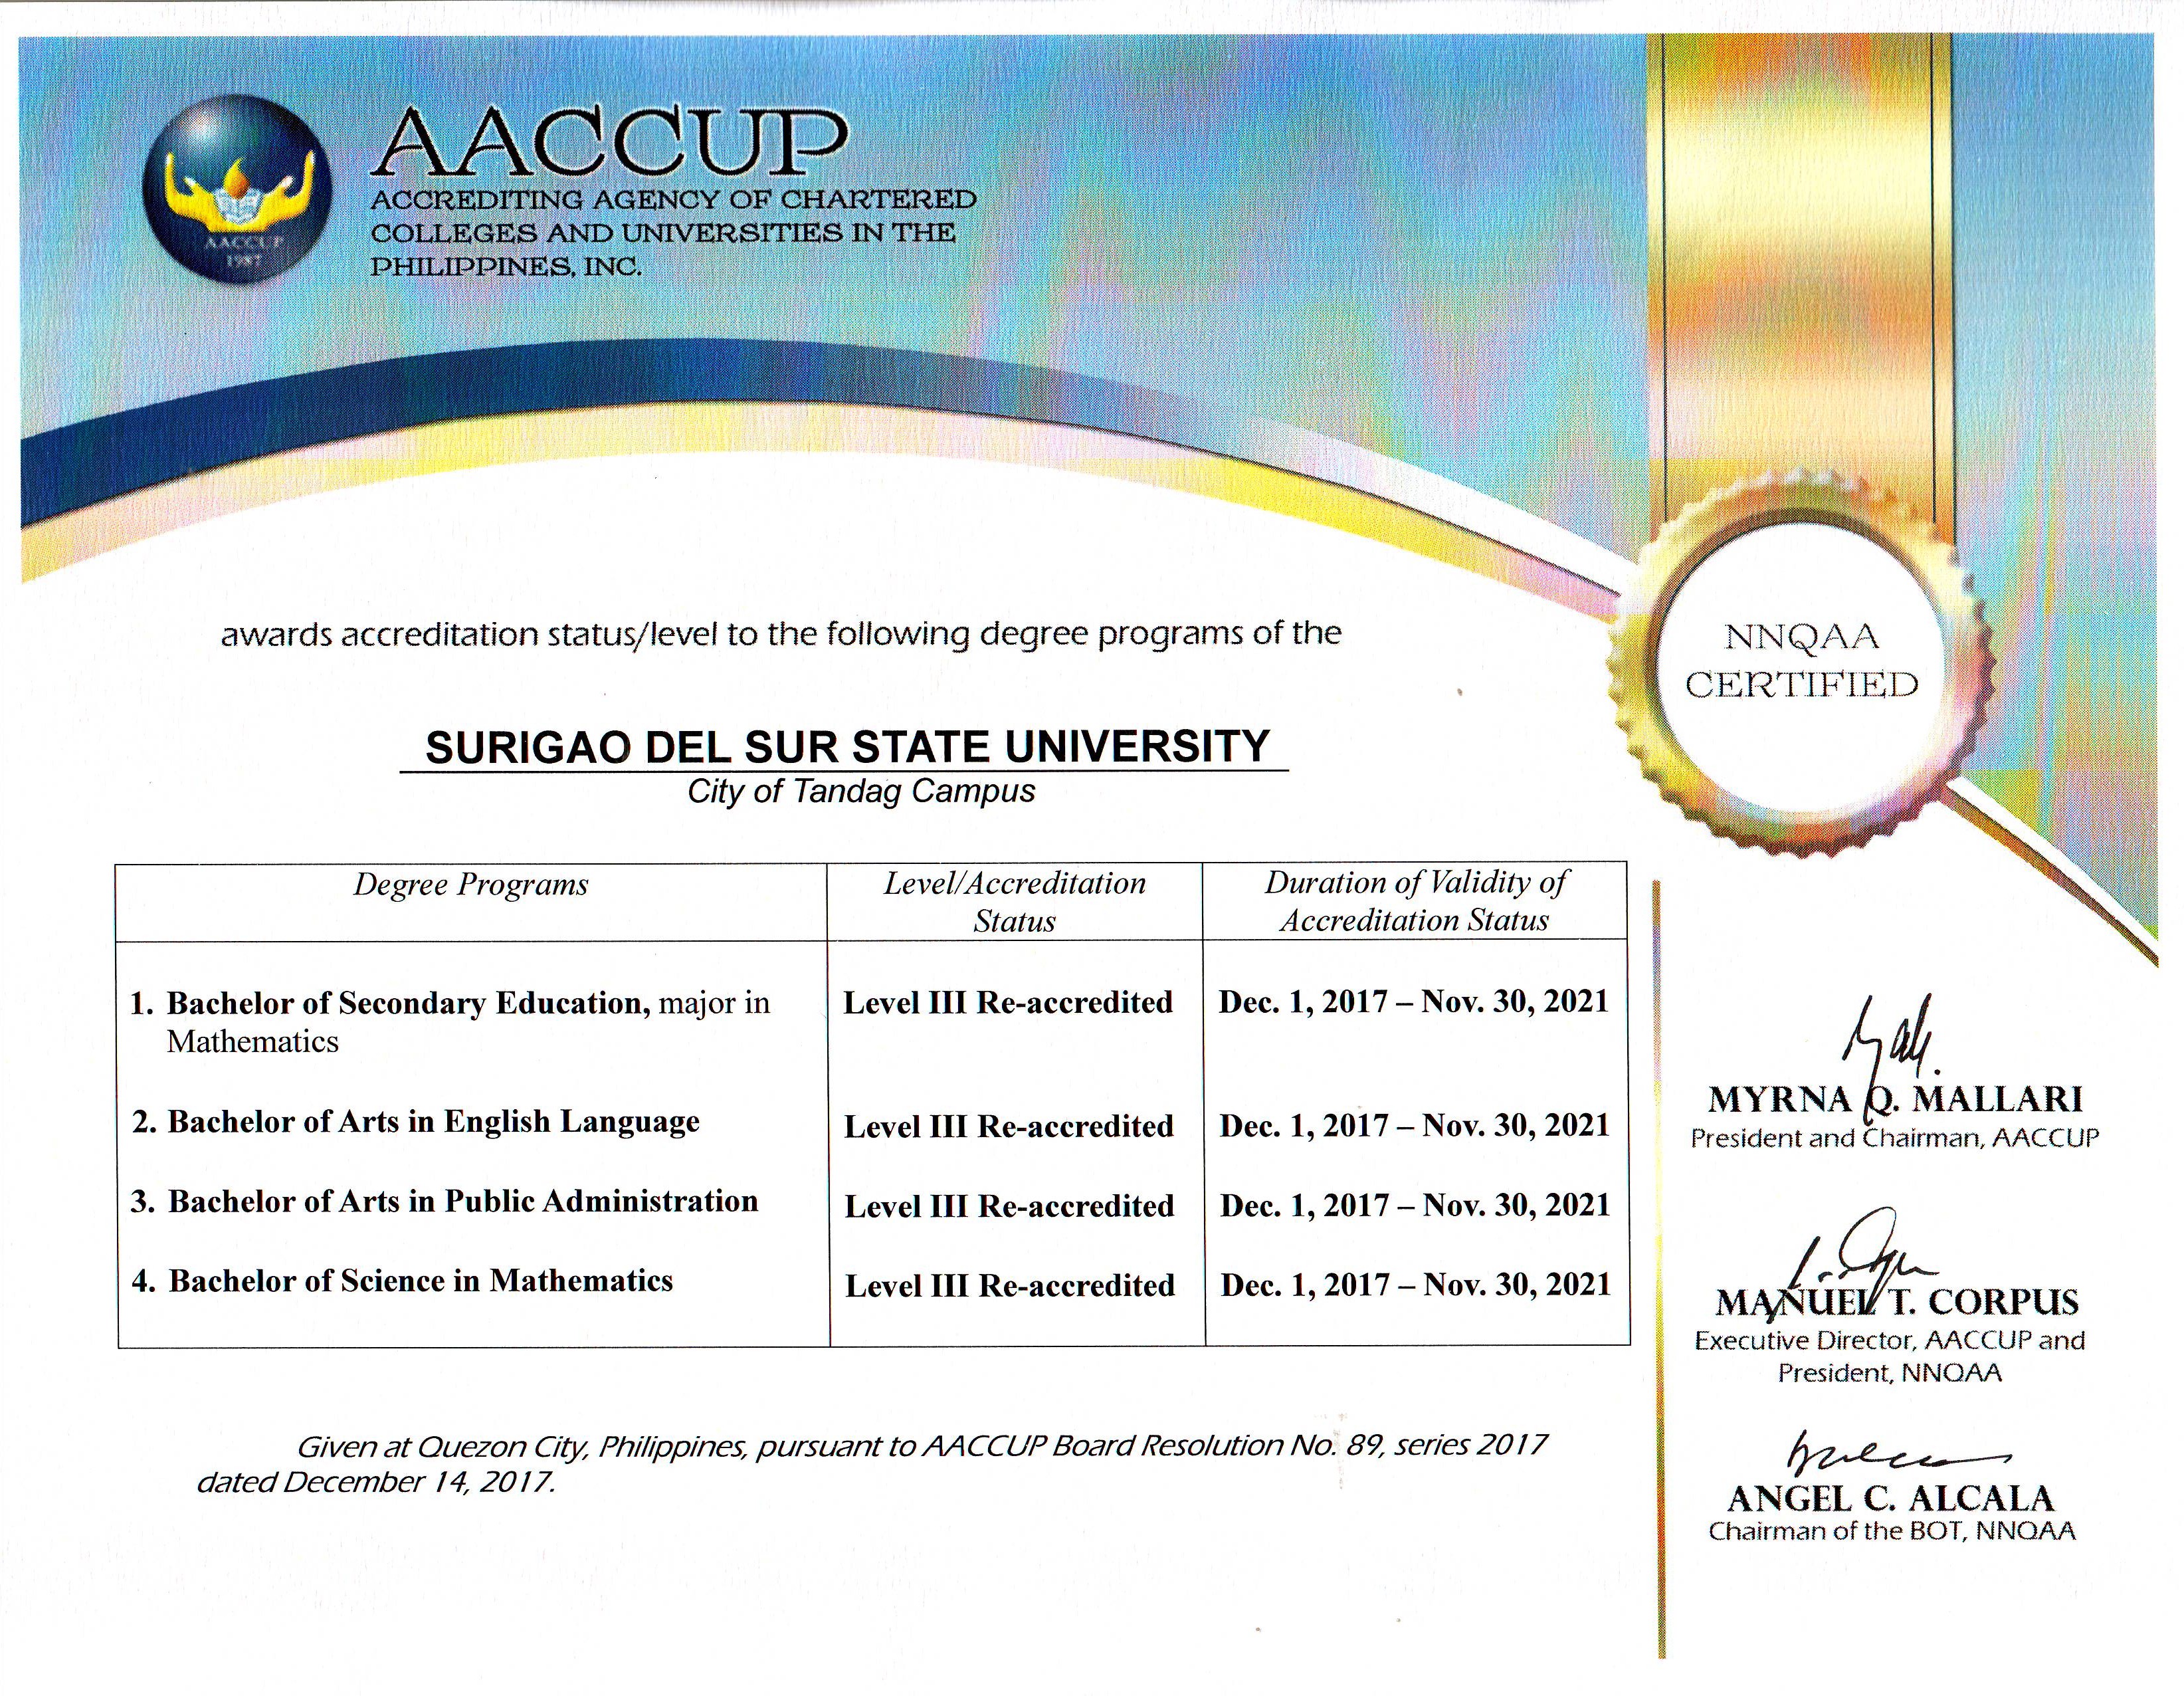 AACCUP
ACCREDITING AGENCY OF CHARTERED
COLLEGES AND UNIVERSITIES IN THE
PHILIPPINES, INC.
AACCUP
1987
awards accreditation status/level to the following degree programs of the
NNQAA
CERTIFIED
SURIGAO DEL SUR STATE UNIVERSITY
City of Tandag Campus
Degree Programs
Level/Accreditation
Status
Duration of Validity of
Accreditation Status
1. Bachelor of Secondary Education, major in
Mathematics
Level III Re-accredited
Dec. 1, 2017 – Nov. 30, 2021
2. Bachelor of Arts in English Language
Level III Re-accredited
Dec. 1, 2017 – Nov. 30, 2021
3. Bachelor of Arts in Public Administration
Level III Re-accredited
Dec. 1, 2017 – Nov. 30, 2021
4. Bachelor of Science in Mathematics
Level III Re-accredited
Dec. 1, 2017 – Nov. 30, 2021
Given at Quezon City, Philippines, pursuant to AACCUP Board Resolution No. 89, series 2017
dated December 14, 2017.
MYRNA Q. MALLARI
President and Chairman, AACCUP
MANUEL T. CORPUS
Executive Director, AACCUP and
President, NNQAA
ANGEL C. ALCALA
Chairman of the BOT, NNQAA